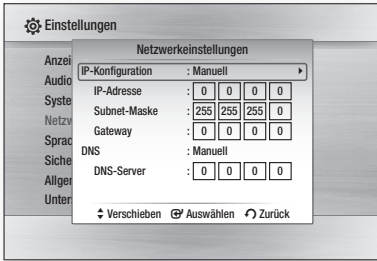 Einstellungen
Netzwerkeinstellungen
Anzei
Audio
Syste
Netzw
Sprac
Siche
Allger
Unter
IP-Konfiguration : Manuell
IP-Adresse : 0 0 0 0
Subnet-Maske : 255 255 255 0
Gateway : 0 0 0 0
DNS : Manuell
DNS-Server : 0 0 0 0
Verschieben Auswählen Zurück